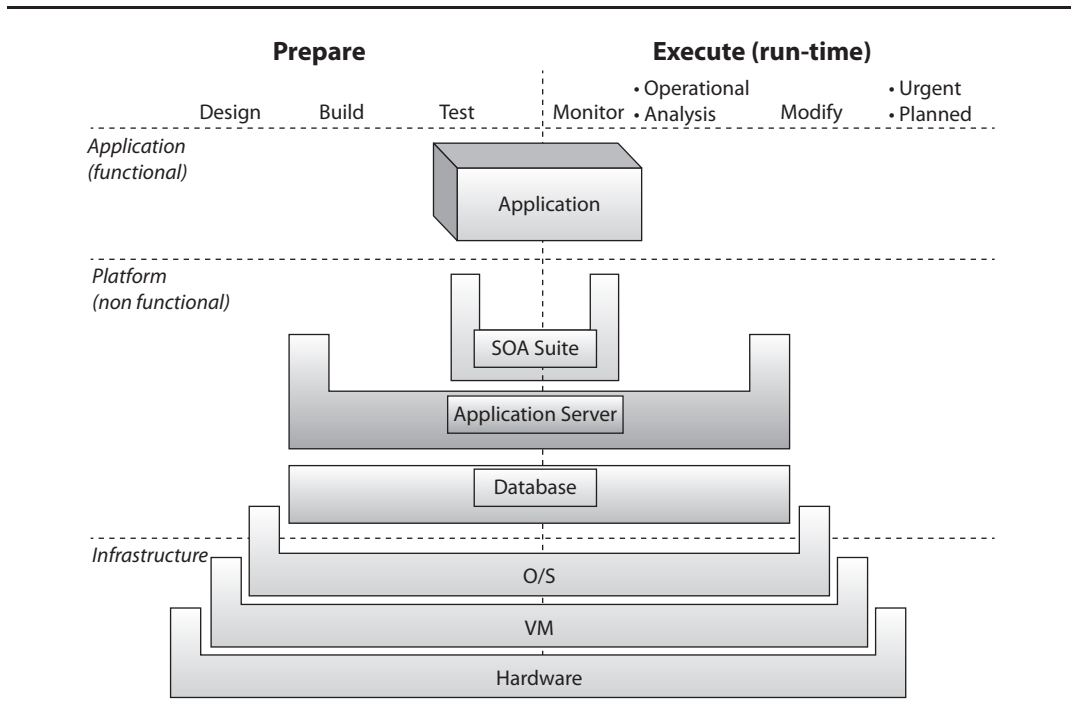 Prepare
Execute (run-time)
Design
Build
Test
Monitor
• Operational
• Analysis
Modify
• Urgent
• Planned
Application
(functional)
Application
Platform
(non functional)
SOA Suite
Application Server
Database
Infrastructure
O/S
VM
Hardware